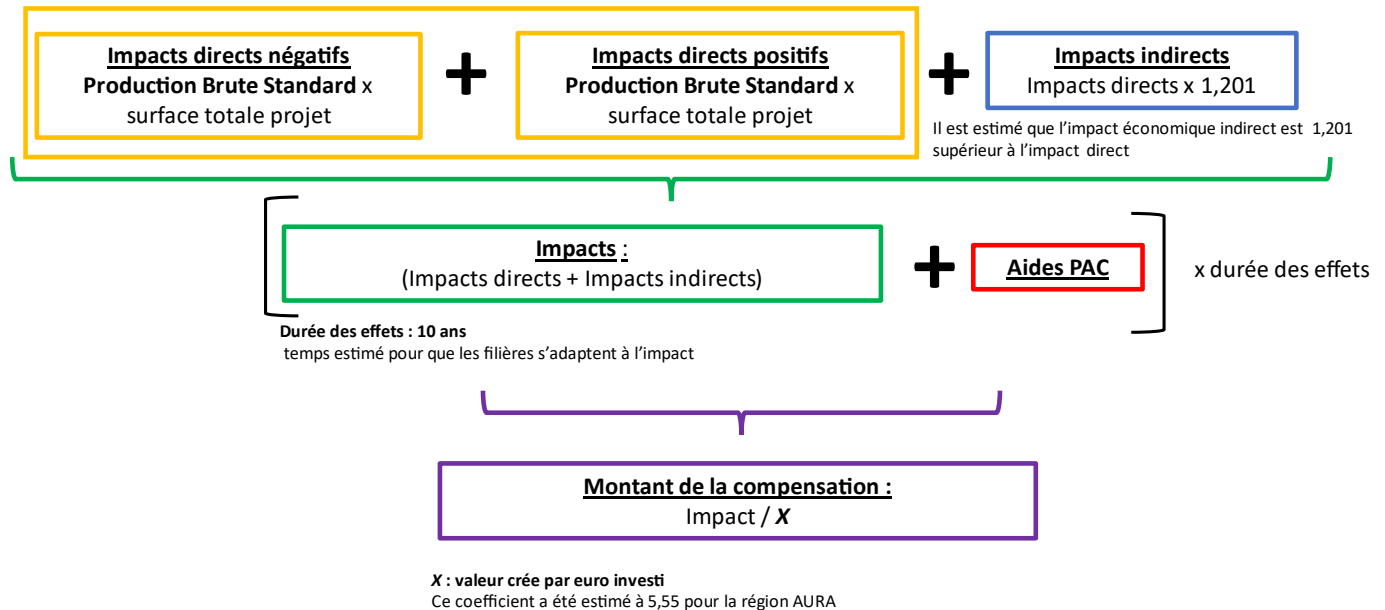 Impacts directs négatifs
Production Brute Standard x
surface totale projet
+
Impacts directs positifs
Production Brute Standard x
surface totale projet
+
Impacts indirects
Impacts directs x 1,201
Il est estimé que l'impact économique indirect est 1,201
supérieur à l'impact direct
Impacts :
(Impacts directs + Impacts indirects)
+
Aides PAC
x durée des effets
Durée des effets : 10 ans
temps estimé pour que les filières s'adaptent à l'impact
Montant de la compensation :
Impact / X
X : valeur crée par euro investi
Ce coefficient a été estimé à 5,55 pour la région AURA